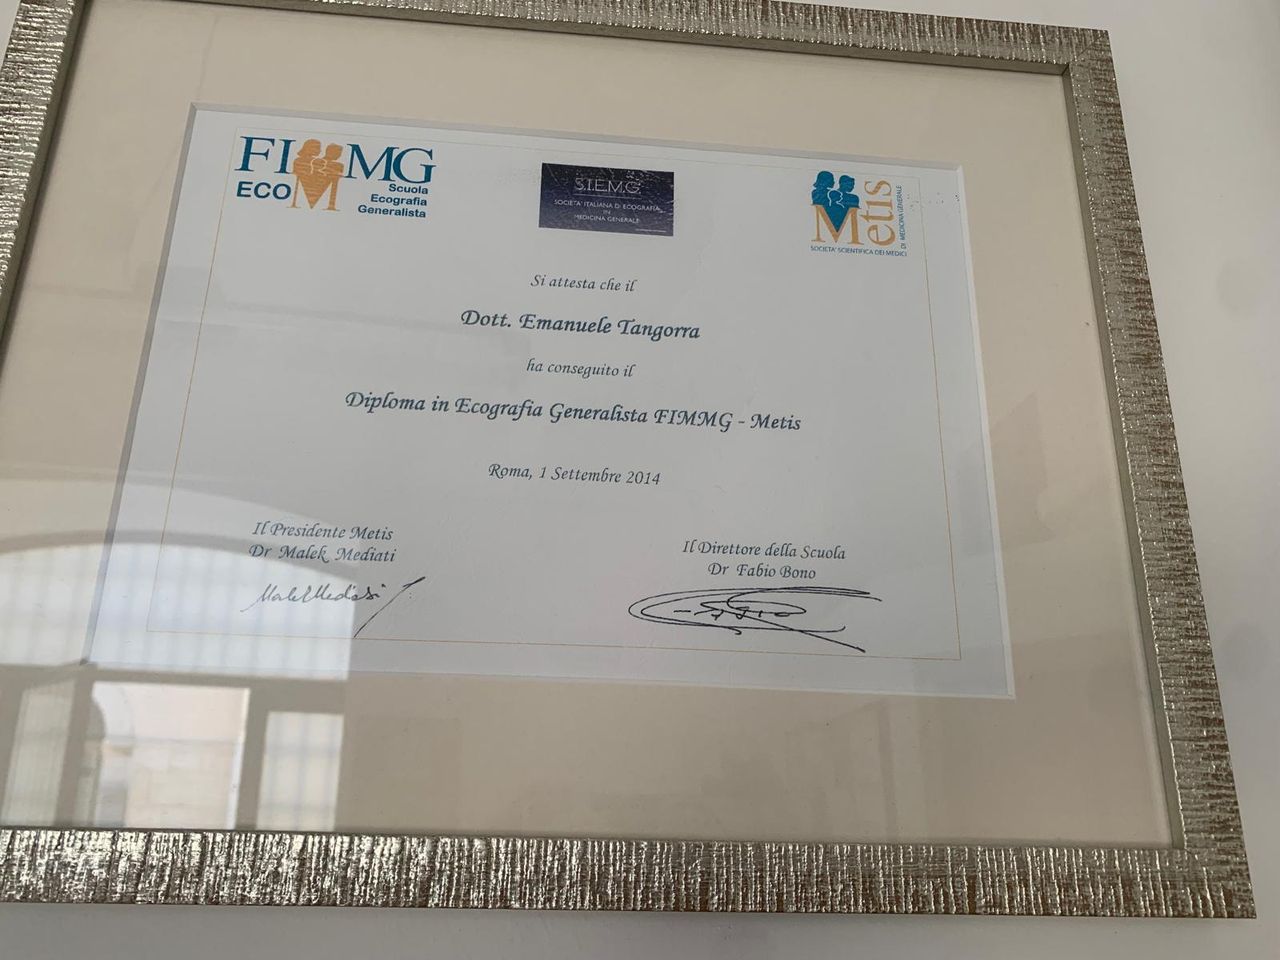 FIMMG
ECOM
Scuola
Ecografia
Generalista
S.I.E.M.G.
SOCIETA' ITALIANA DI ECOGRAFIA
IN
MEDICINA GENERALE
Metis
SOCIETA' SCIENTIFICA DEI MEDICI
DI MEDICINA GENERALE
Si attesta che il
Dott. Emanuele Tangorra
ha conseguito il
Diploma in Ecografia Generalista FIMMG - Metis
Roma, 1 Settembre 2014
Il Presidente Metis
Dr Malek Mediati
Il Direttore della Scuola
Dr Fabio Bono